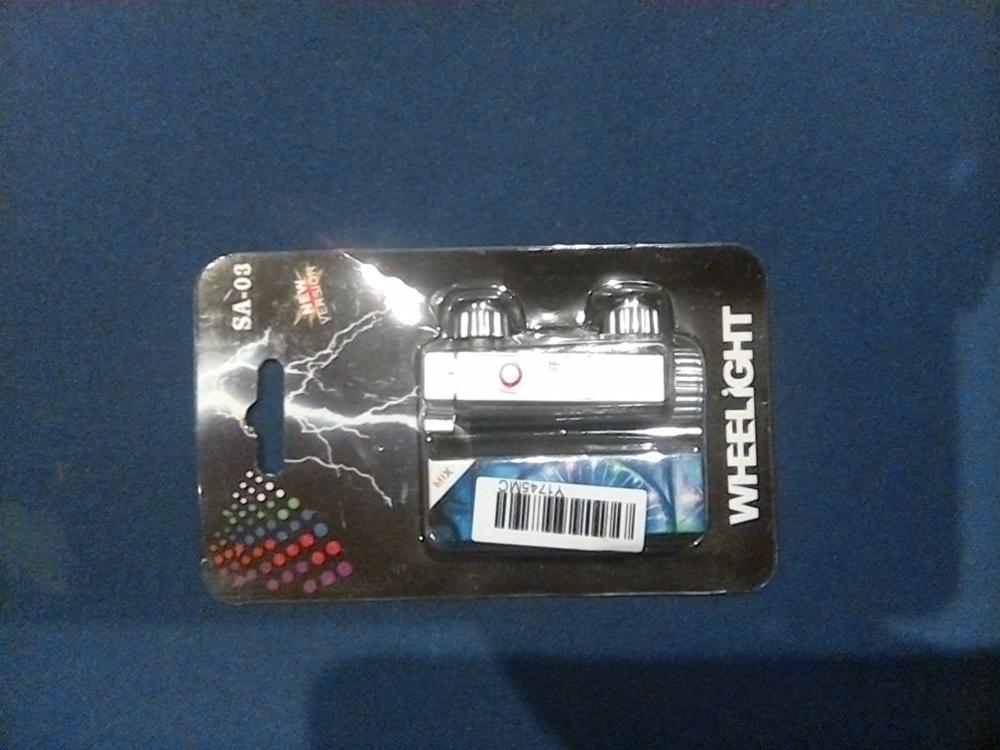 SA-03
NEW
VERSION
MIX
Y1745MC
WHEELiGHT